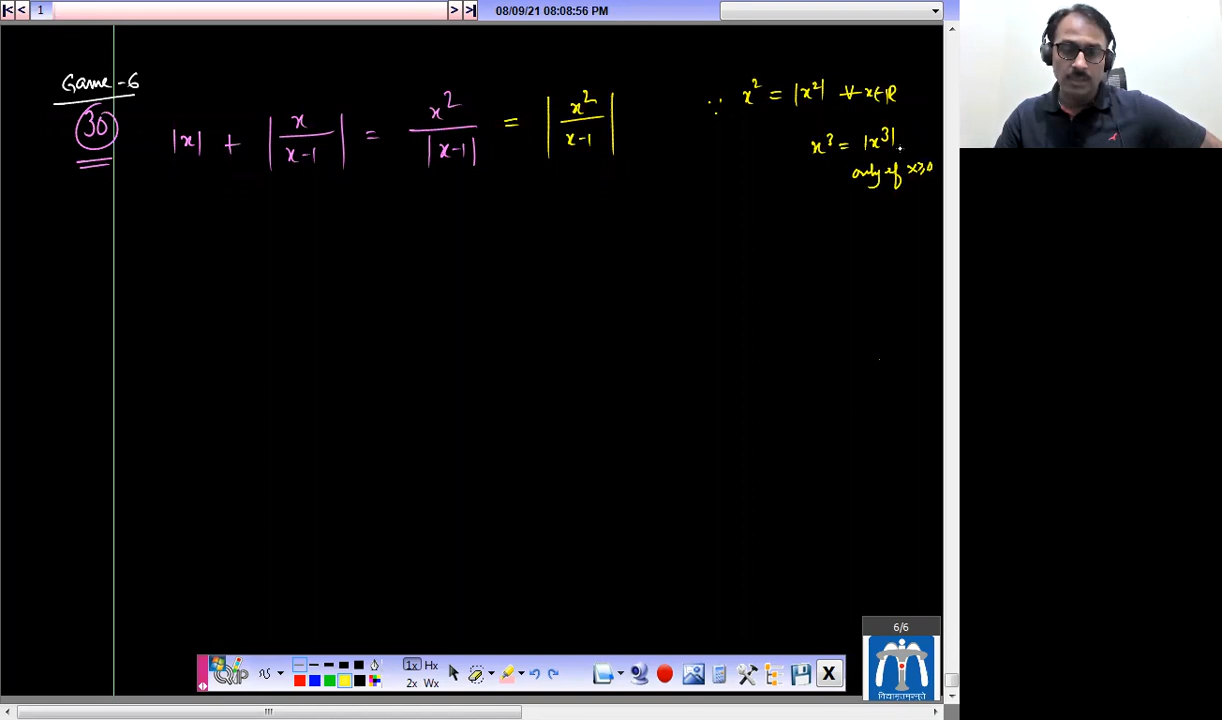 1
08/09/21 08:08:56 PM
Game-6
30
|x| + |x/(x-1)| = x²/|x-1| = |x²/(x-1)|
∵ x² = |x²| ∀ x∈R
x³ = |x³|.
only if x≥0
6/6
1x Hx
2x Wx
X